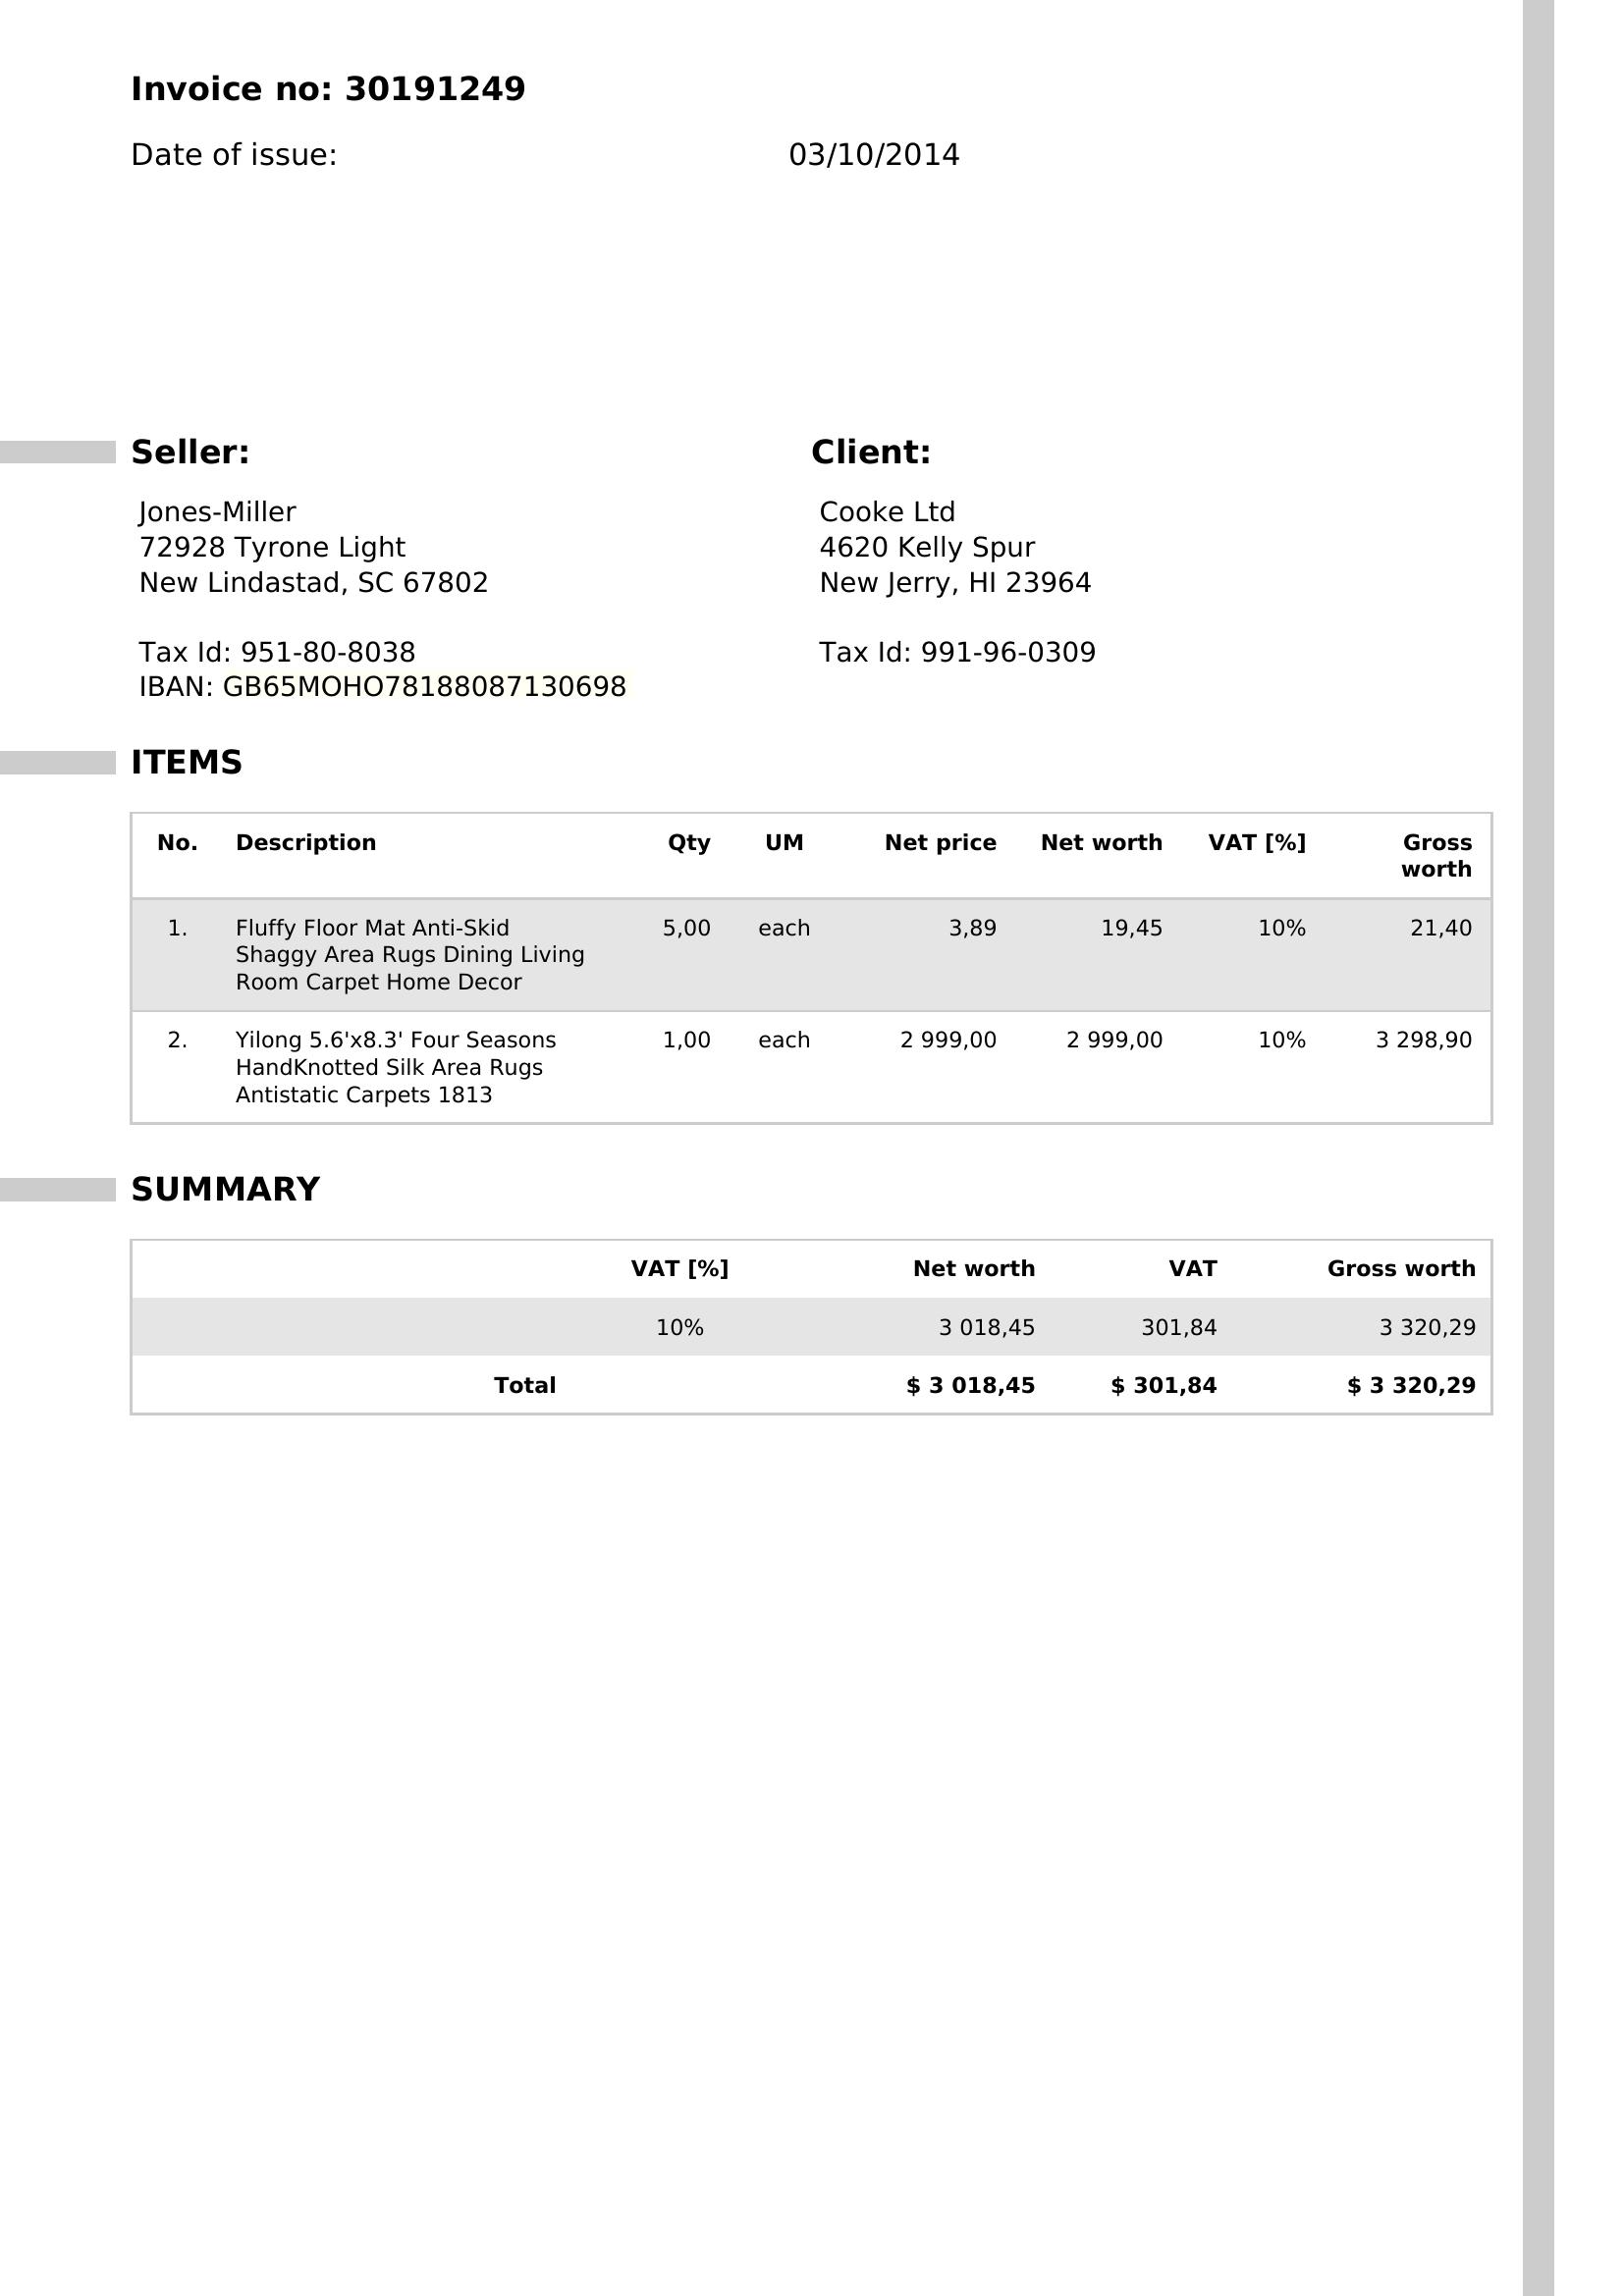 Invoice no: 30191249
Date of issue: 03/10/2014
Seller:
Jones-Miller
72928 Tyrone Light
New Lindastad, SC 67802
Tax Id: 951-80-8038
IBAN: GB65MOHO78188087130698
Client:
Cooke Ltd
4620 Kelly Spur
New Jerry, HI 23964
Tax Id: 991-96-0309
ITEMS
No. Description Qty UM Net price Net worth VAT [%] Gross
worth
1. Fluffy Floor Mat Anti-Skid 5,00 each 3,89 19,45 10% 21,40
Shaggy Area Rugs Dining Living
Room Carpet Home Decor
2. Yilong 5.6'x8.3' Four Seasons 1,00 each 2 999,00 2 999,00 10% 3 298,90
HandKnotted Silk Area Rugs
Antistatic Carpets 1813
SUMMARY
VAT [%] Net worth VAT Gross worth
10% 3 018,45 301,84 3 320,29
Total $ 3 018,45 $ 301,84 $ 3 320,29